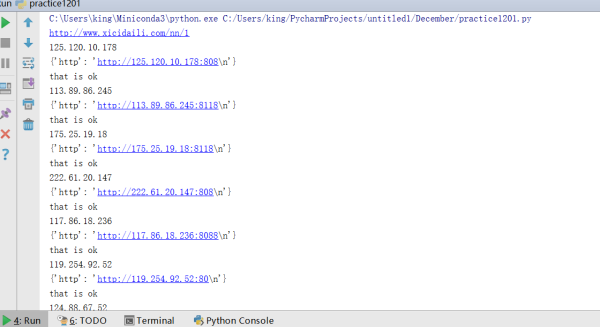 un practice1201
C:\Users\king\Miniconda3\python.exe C:/Users/king/PycharmProjects/untitled1/December/practice1201.py
http://www.xicidaili.com/nn/1
125.120.10.178
{'http': 'http://125.120.10.178:808\n'}
that is ok
113.89.86.245
{'http': 'http://113.89.86.245:8118\n'}
that is ok
175.25.19.18
{'http': 'http://175.25.19.18:8118\n'}
that is ok
222.61.20.147
{'http': 'http://222.61.20.147:808\n'}
that is ok
117.86.18.236
{'http': 'http://117.86.18.236:8088\n'}
that is ok
119.254.92.52
{'http': 'http://119.254.92.52:80\n'}
that is ok
124.88.67.52
4: Run 6: TODO Terminal Python Console